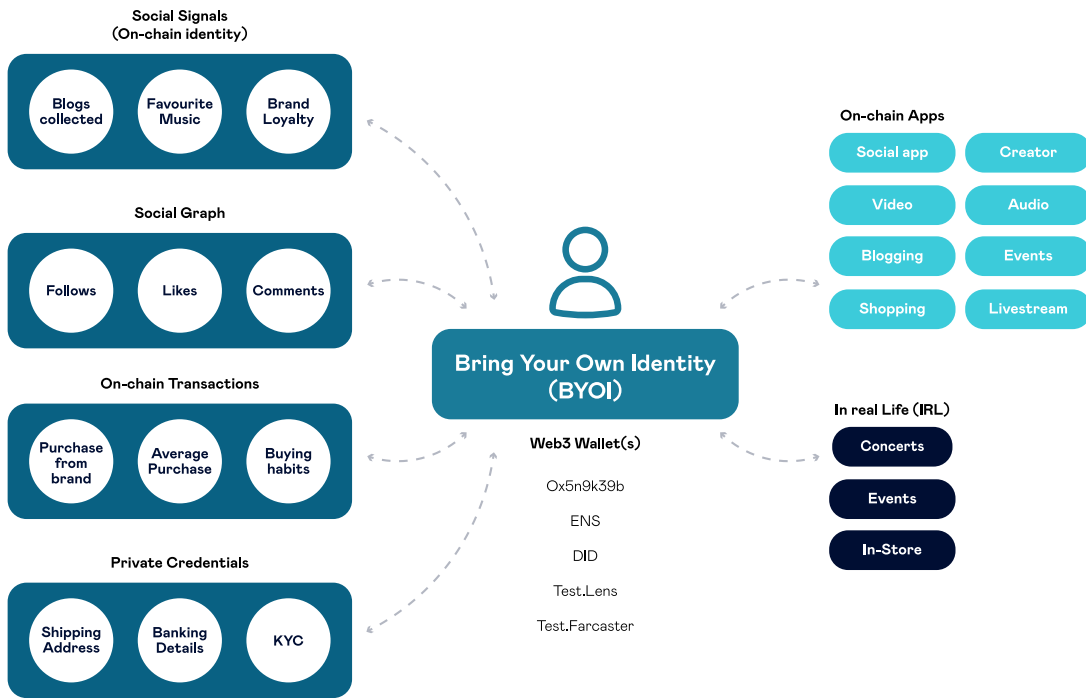 Social Signals
(On-chain identity)
Blogs
collected
Favourite
Music
Brand
Loyalty
Social Graph
Follows
Likes
Comments
On-chain Transactions
Purchase
from
brand
Average
Purchase
Buying
habits
Private Credentials
Shipping
Address
Banking
Details
KYC
Bring Your Own Identity
(BYOI)
Web3 Wallet(s)
Ox5n9k39b
ENS
DID
Test.Lens
Test.Farcaster
On-chain Apps
Social app
Creator
Video
Audio
Blogging
Events
Shopping
Livestream
In real Life (IRL)
Concerts
Events
In-Store